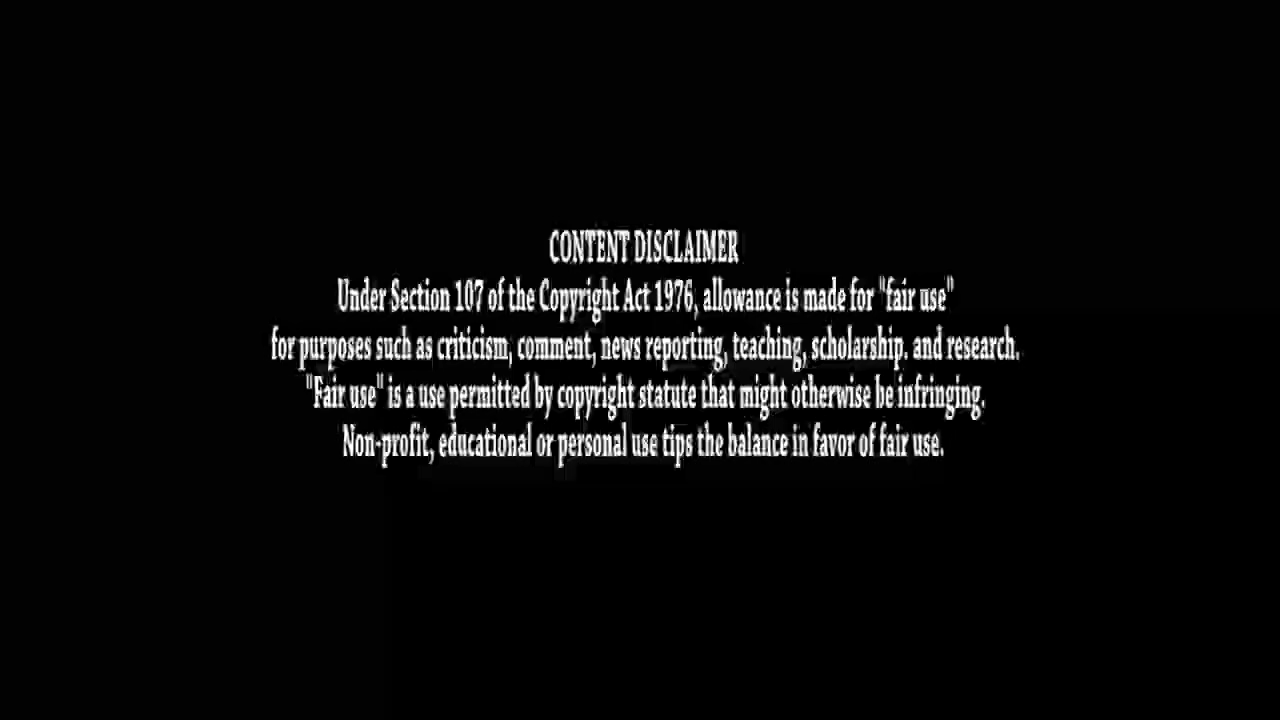 CONTENT DISCLAIMER
Under Section 107 of the Copyright Act 1976, allowance is made for "fair use"
for purposes such as criticism, comment, news reporting, teaching, scholarship. and research.
"Fair use" is a use permitted by copyright statute that might otherwise be infringing.
Non-profit, educational or personal use tips the balance in favor of fair use.